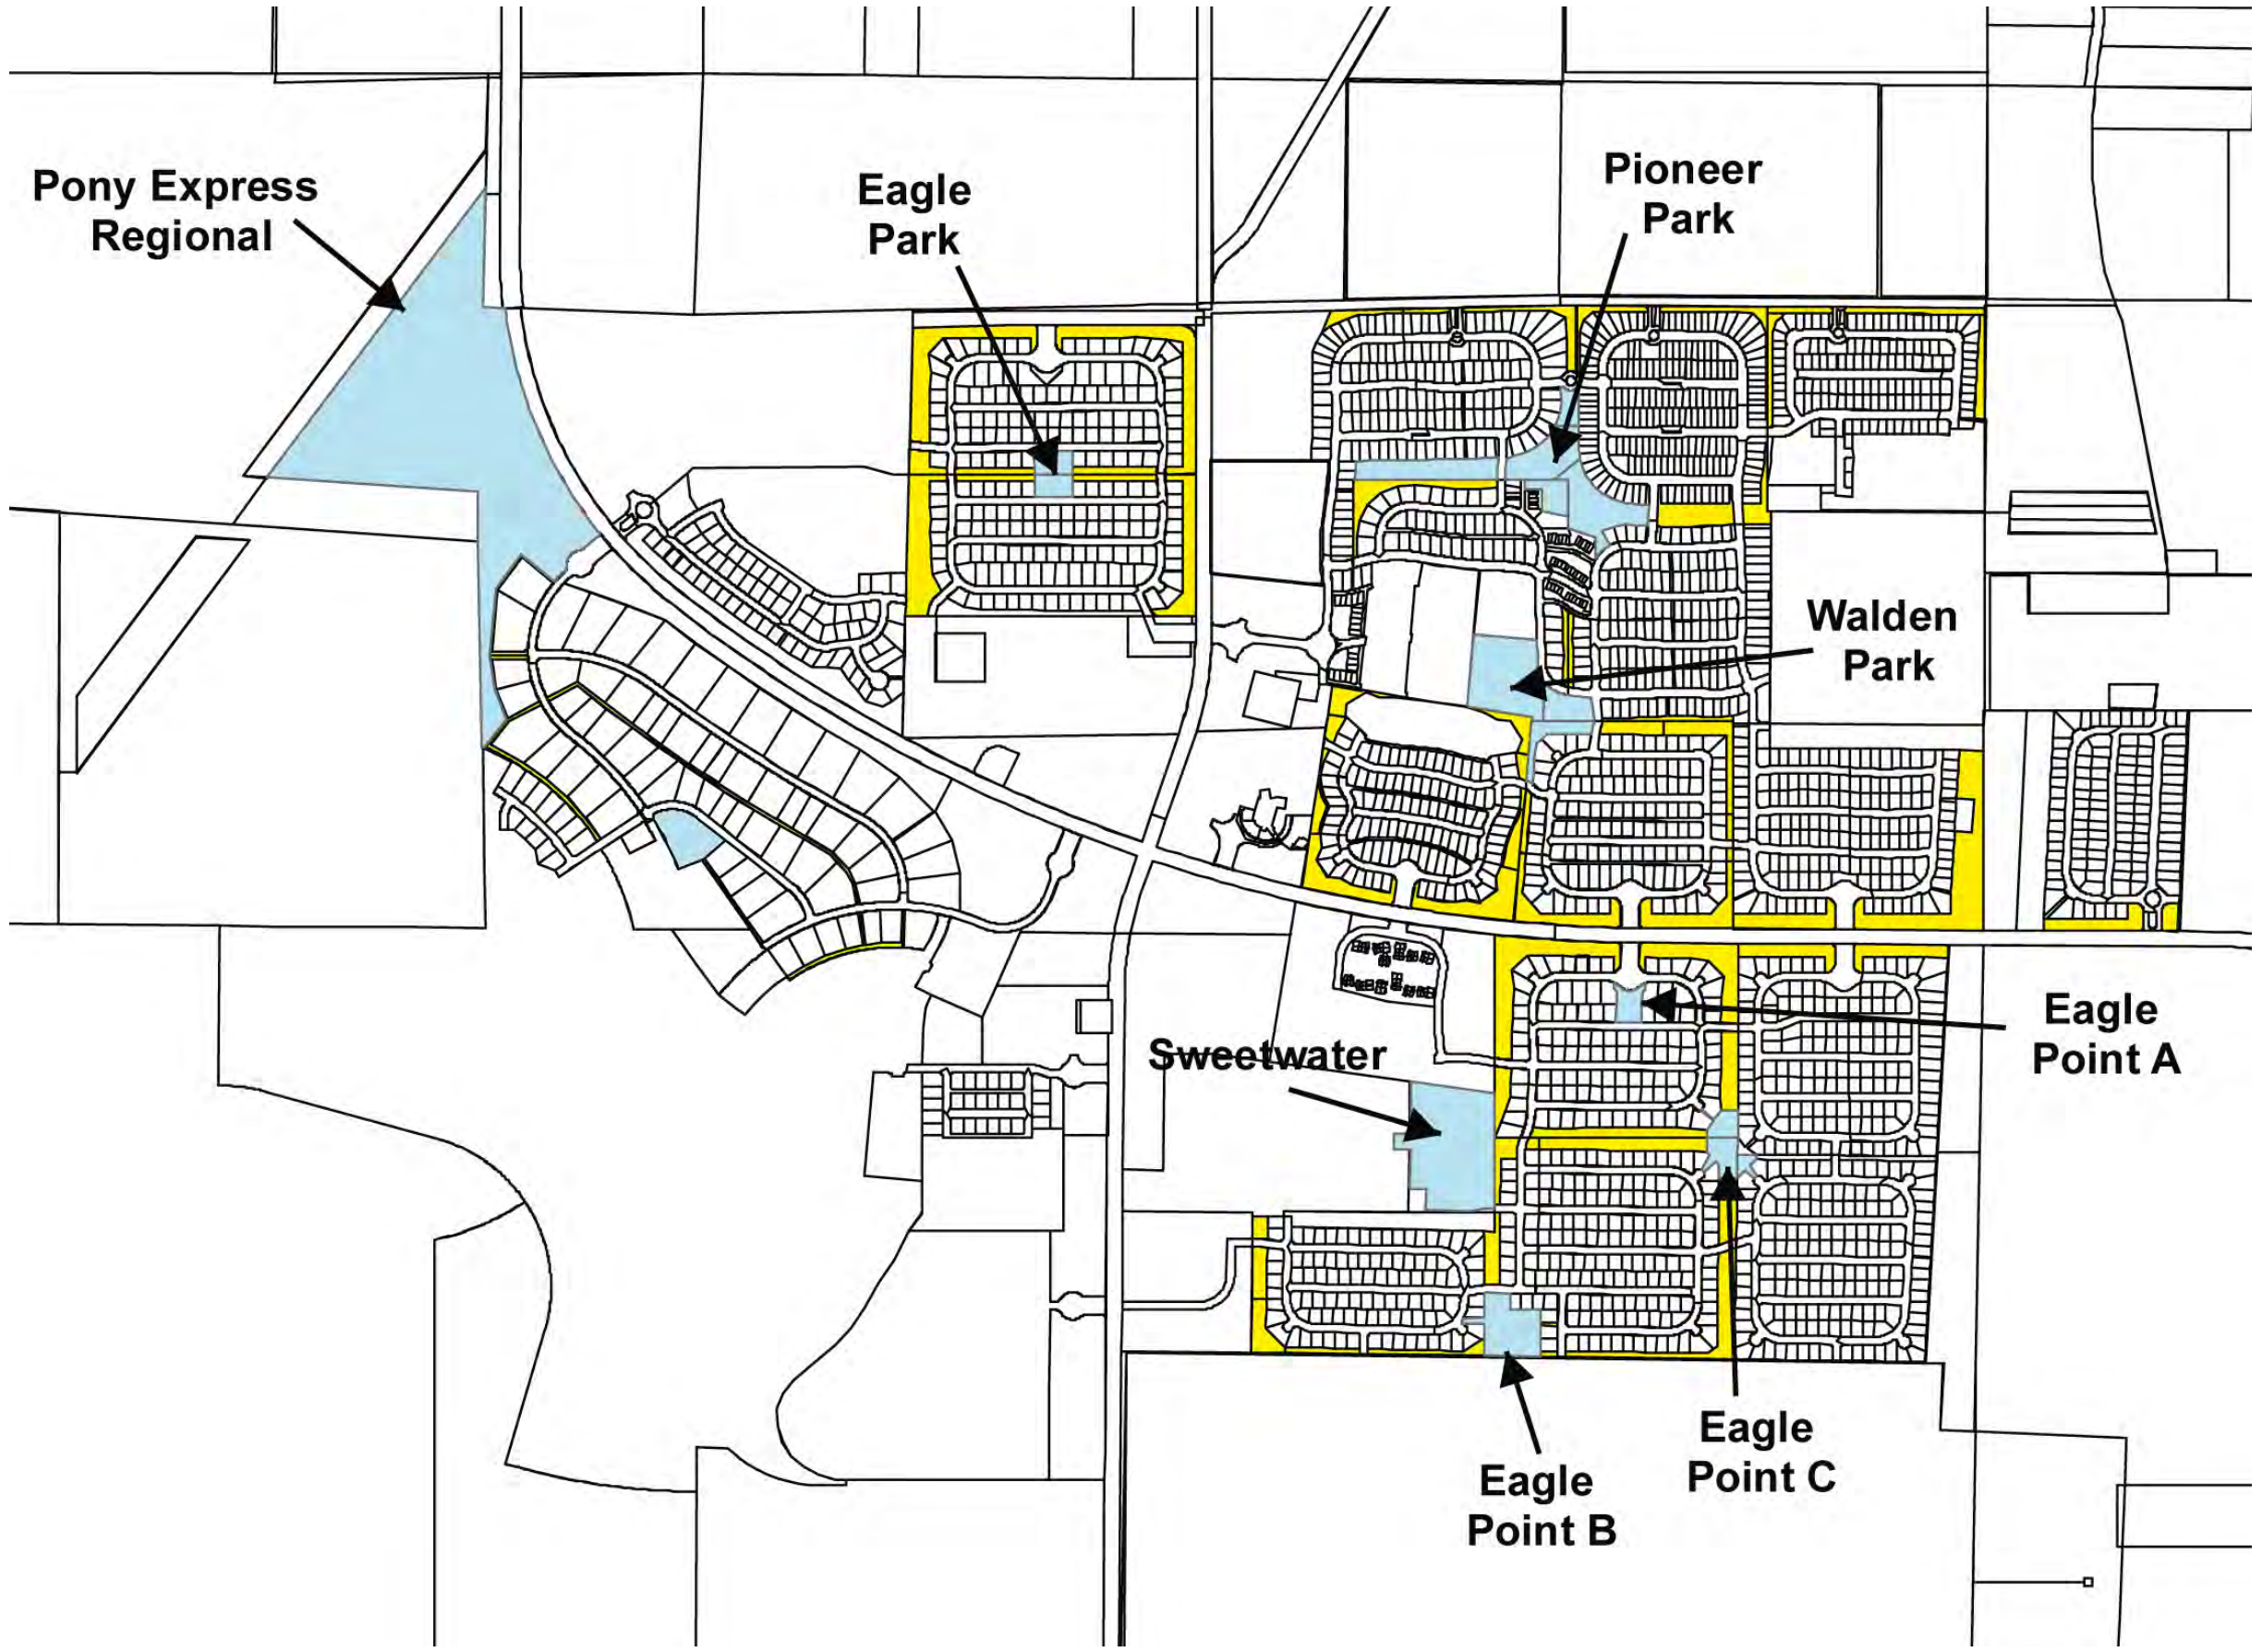 Pony Express
Regional
Eagle
Park
Pioneer
Park
Walden
Park
Eagle
Point A
Sweetwater
Eagle
Point C
Eagle
Point B